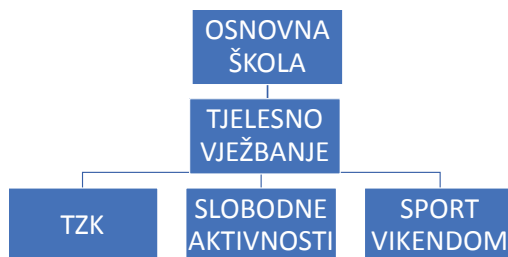 OSNOVNA
ŠKOLA
TJELESNO
VJEŽBANJE
TZK
SLOBODNE
AKTIVNOSTI
SPORT
VIKENDOM